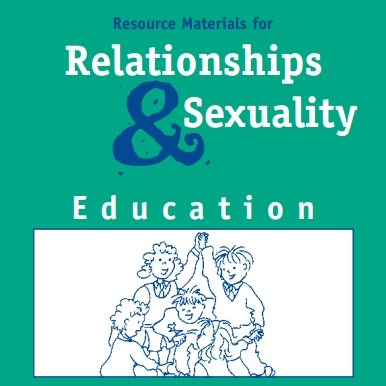 Resource Materials for
Relationships
& Sexuality
Education